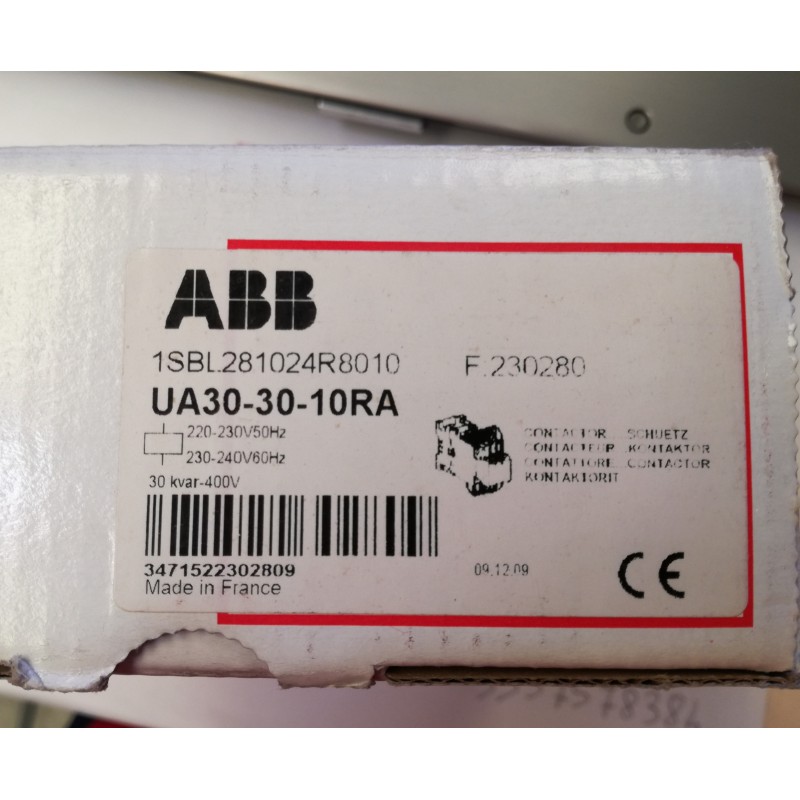 ABB
1SBL281024R8010 F.230280
UA30-30-10RA
220-230V50Hz
230-240V60Hz
30 kvar-400V
CONTACTOR...SCHUETZ
CONTACTEUR..KONTAKTOR
CONTATTORE...CONTACTOR
KONTAKTORIT
3471522302809
Made in France
09.12.09
CE